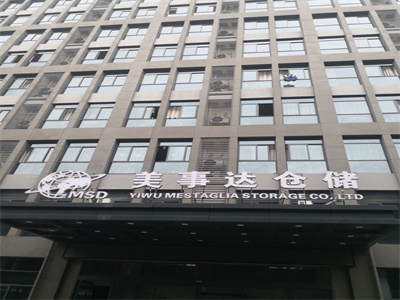 美事达仓储
MSD
YIWU MESTAGLIA STORAGE CO., LTD